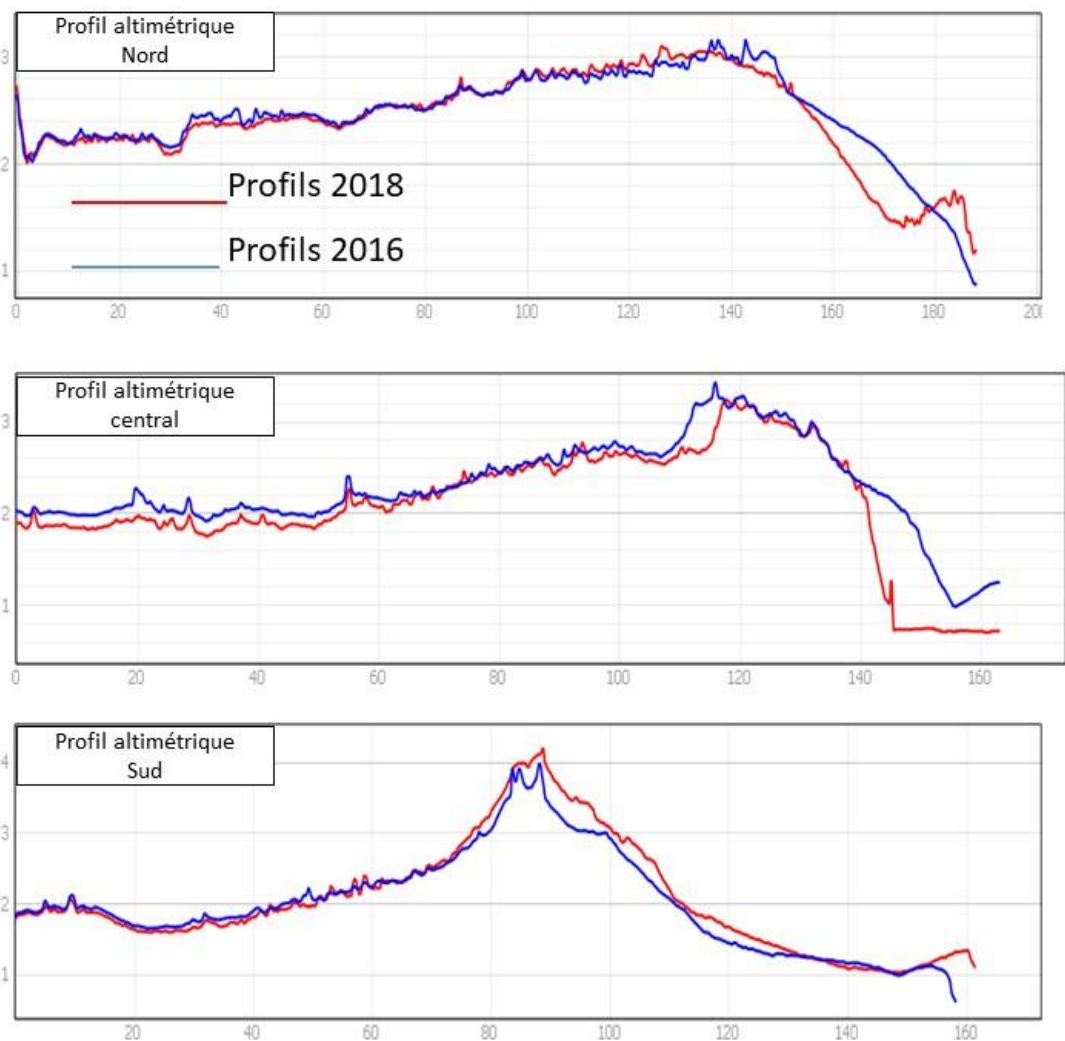 Profil altimétrique
Nord
3
2
Profils 2018
Profils 2016
1
0 20 40 60 80 100 120 140 160 180 20
Profil altimétrique
central
3
2
1
0 20 40 60 80 100 120 140 160
Profil altimétrique
Sud
4
3
2
1
20 40 60 80 100 120 140 160